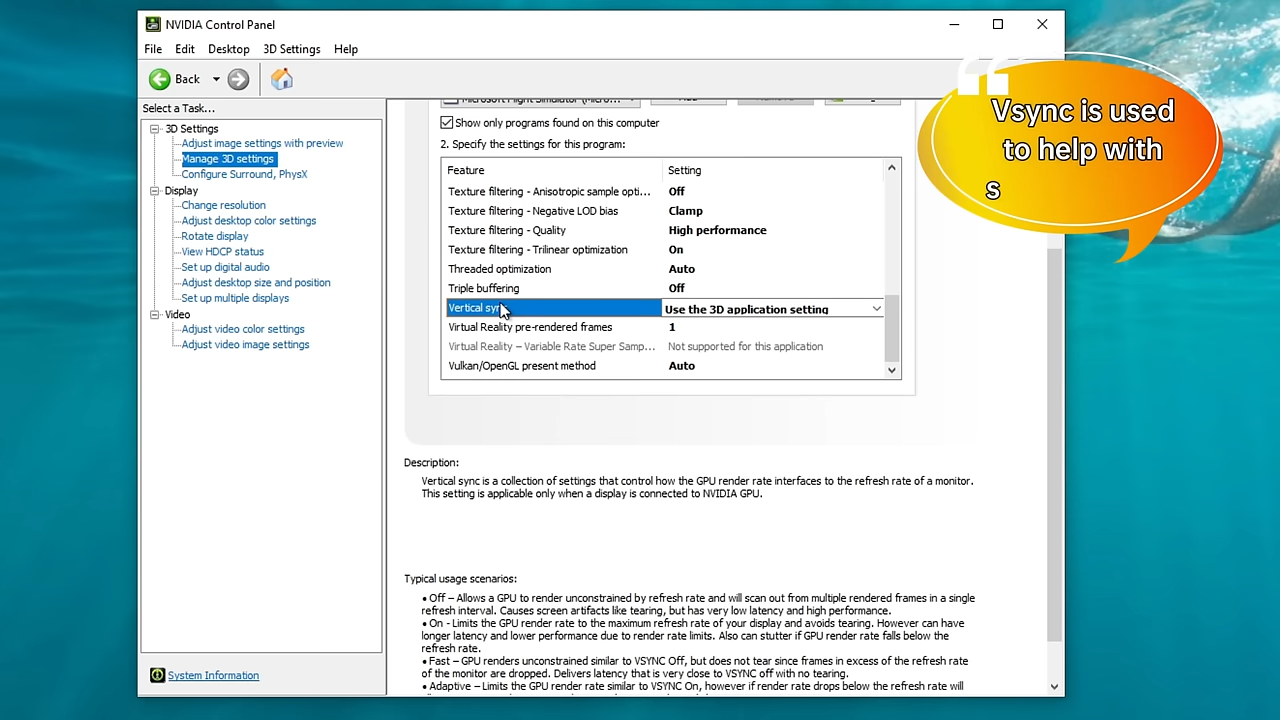 NVIDIA Control Panel
File Edit Desktop 3D Settings Help
Back
Select a Task...
3D Settings
Adjust image settings with preview
Manage 3D settings
Configure Surround, PhysX
Display
Change resolution
Adjust desktop color settings
Rotate display
View HDCP status
Set up digital audio
Adjust desktop size and position
Set up multiple displays
Video
Adjust video color settings
Adjust video image settings
System Information
Microsoft Flight Simulator (Micro...
Show only programs found on this computer
2. Specify the settings for this program:
Feature Setting
Texture filtering - Anisotropic sample opti... Off
Texture filtering - Negative LOD bias Clamp
Texture filtering - Quality High performance
Texture filtering - Trilinear optimization On
Threaded optimization Auto
Triple buffering Off
Vertical sync Use the 3D application setting
Virtual Reality pre-rendered frames 1
Virtual Reality – Variable Rate Super Samp... Not supported for this application
Vulkan/OpenGL present method Auto
Description:
Vertical sync is a collection of settings that control how the GPU render rate interfaces to the refresh rate of a monitor.
This setting is applicable only when a display is connected to NVIDIA GPU.
Typical usage scenarios:
• Off – Allows a GPU to render unconstrained by refresh rate and will scan out from multiple rendered frames in a single
refresh interval. Causes screen artifacts like tearing, but has very low latency and high performance.
• On - Limits the GPU render rate to the maximum refresh rate of your display and avoids tearing. However can have
longer latency and lower performance due to render rate limits. Also can stutter if GPU render rate falls below the
refresh rate.
• Fast – GPU renders unconstrained similar to VSYNC Off, but does not tear since frames in excess of the refresh rate
of the monitor are dropped. Delivers latency that is very close to VSYNC off with no tearing.
• Adaptive – Limits the GPU render rate similar to VSYNC On, however if render rate drops below the refresh rate will
Vsync is used
to help with
s